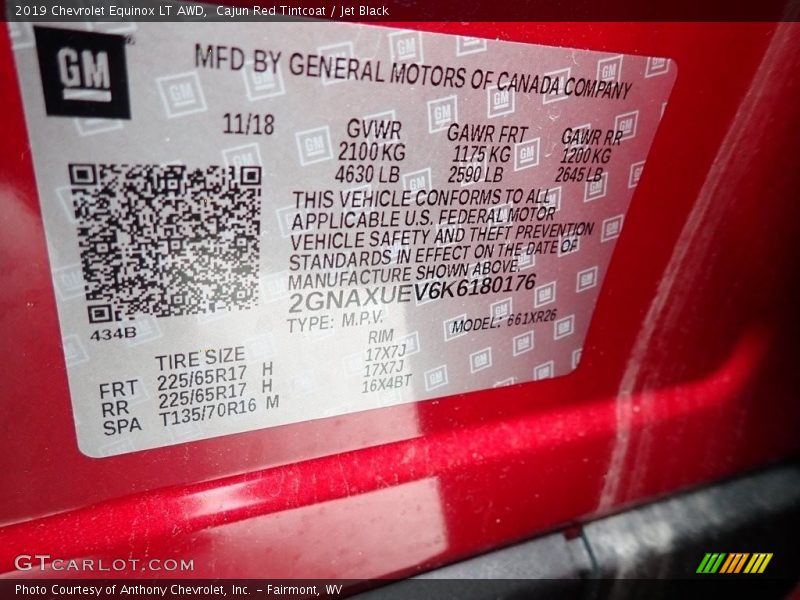 2019 Chevrolet Equinox LT AWD, Cajun Red Tintcoat / Jet Black
GM
MFD BY GENERAL MOTORS OF CANADA COMPANY
11/18
GVWR GAWR FRT GAWR RR
2100 KG 1175 KG 1200 KG
4630 LB 2590 LB 2645 LB
THIS VEHICLE CONFORMS TO ALL
APPLICABLE U.S. FEDERAL MOTOR
VEHICLE SAFETY AND THEFT PREVENTION
STANDARDS IN EFFECT ON THE DATE OF
MANUFACTURE SHOWN ABOVE.
2GNAXUEV6K6180176
TYPE: M.P.V. MODEL: 661XR26
434B
TIRE SIZE RIM
FRT 225/65R17 H 17X7J
RR 225/65R17 H 17X7J
SPA T135/70R16 M 16X4BT
GTCARLOT.COM
Photo Courtesy of Anthony Chevrolet, Inc. – Fairmont, WV